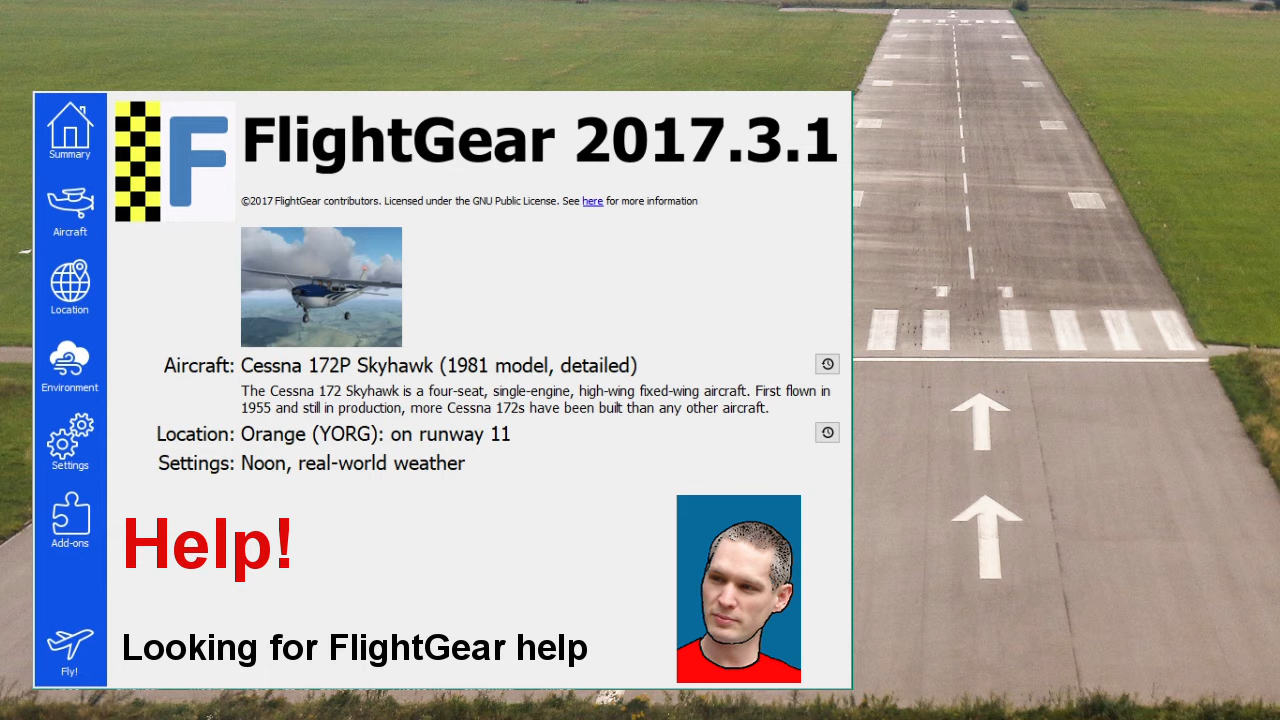 Summary
Aircraft
Location
Environment
Settings
Add-ons
Fly!
F
FlightGear 2017.3.1
©2017 FlightGear contributors. Licensed under the GNU Public License. See here for more information
Aircraft: Cessna 172P Skyhawk (1981 model, detailed)
The Cessna 172 Skyhawk is a four-seat, single-engine, high-wing fixed-wing aircraft. First flown in
1955 and still in production, more Cessna 172s have been built than any other aircraft.
Location: Orange (YORG): on runway 11
Settings: Noon, real-world weather
Help!
Looking for FlightGear help